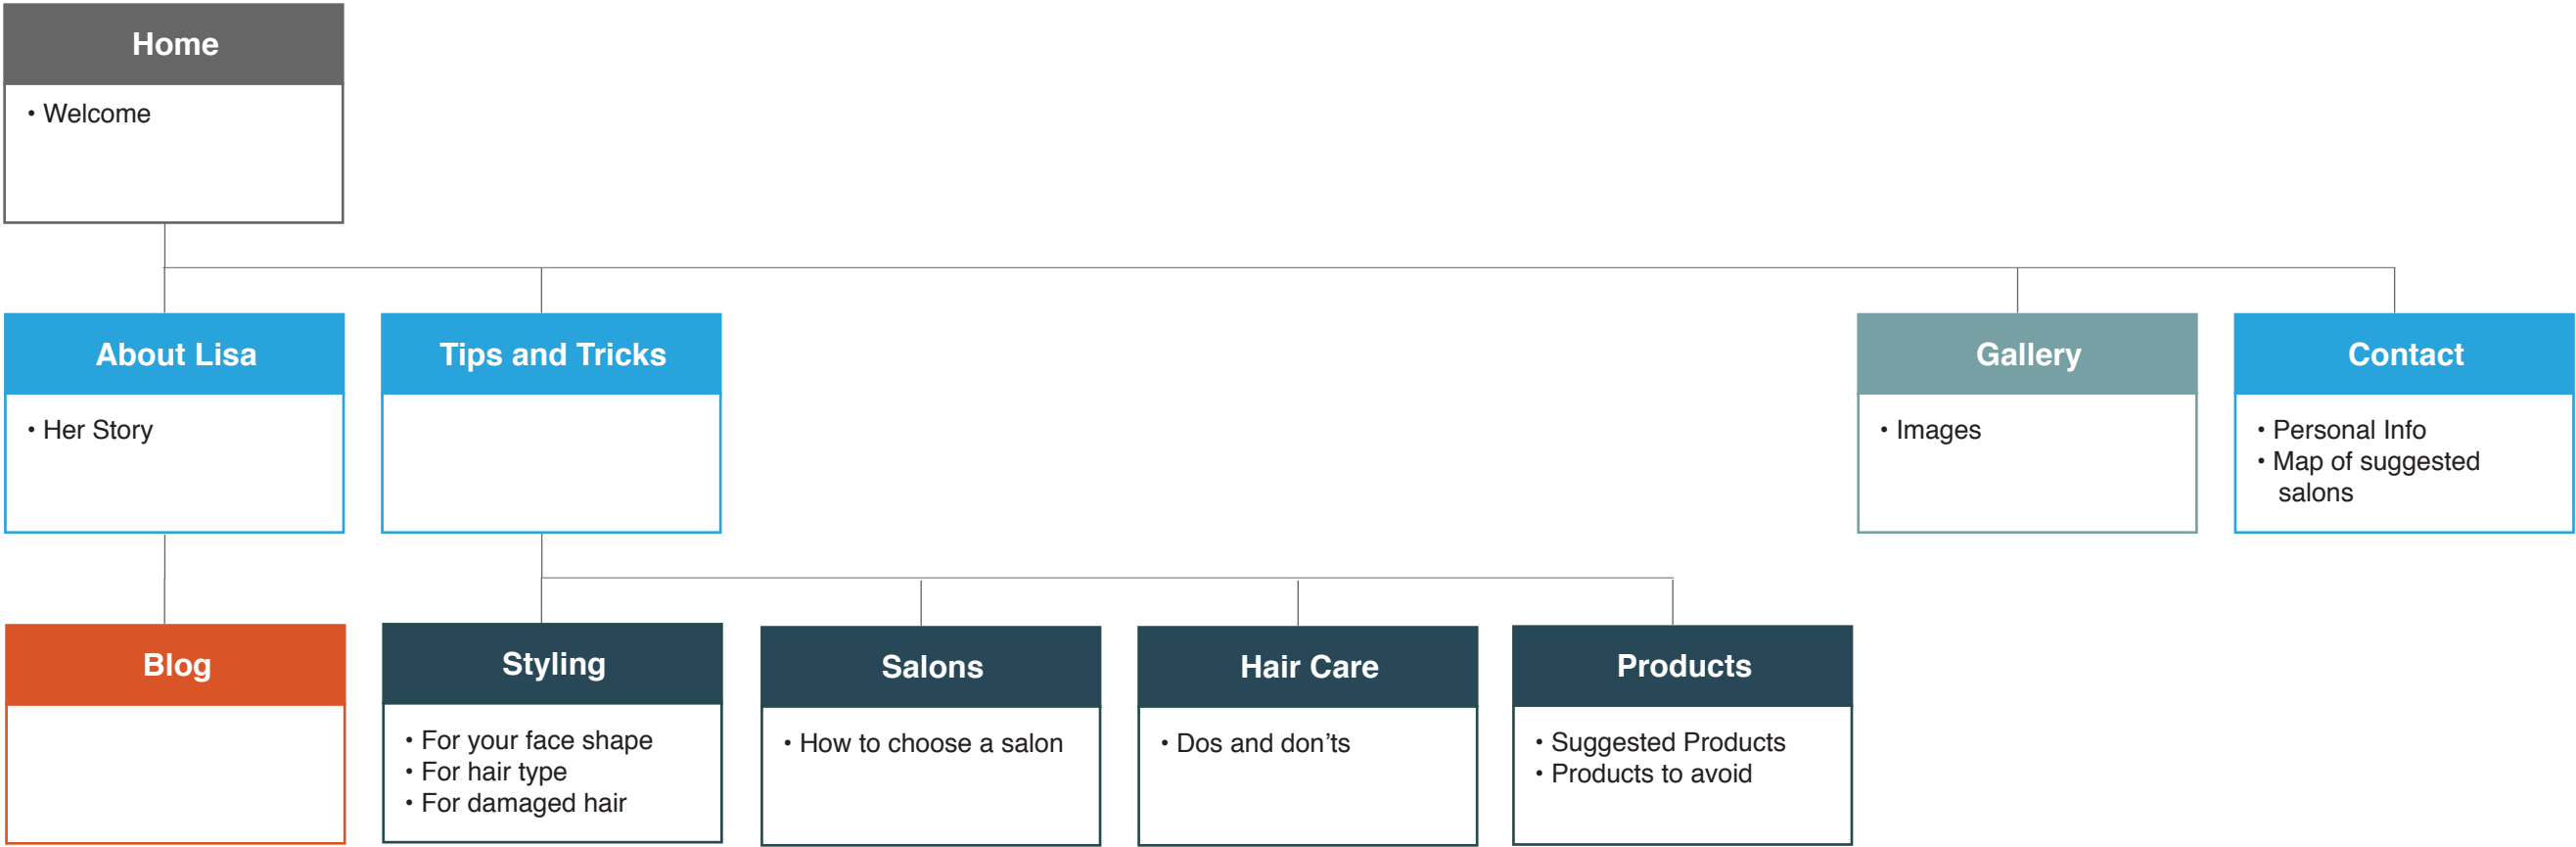 Home
• Welcome
About Lisa
• Her Story
Tips and Tricks
Gallery
• Images
Contact
• Personal Info
• Map of suggested
salons
Blog
Styling
• For your face shape
• For hair type
• For damaged hair
Salons
• How to choose a salon
Hair Care
• Dos and don’ts
Products
• Suggested Products
• Products to avoid